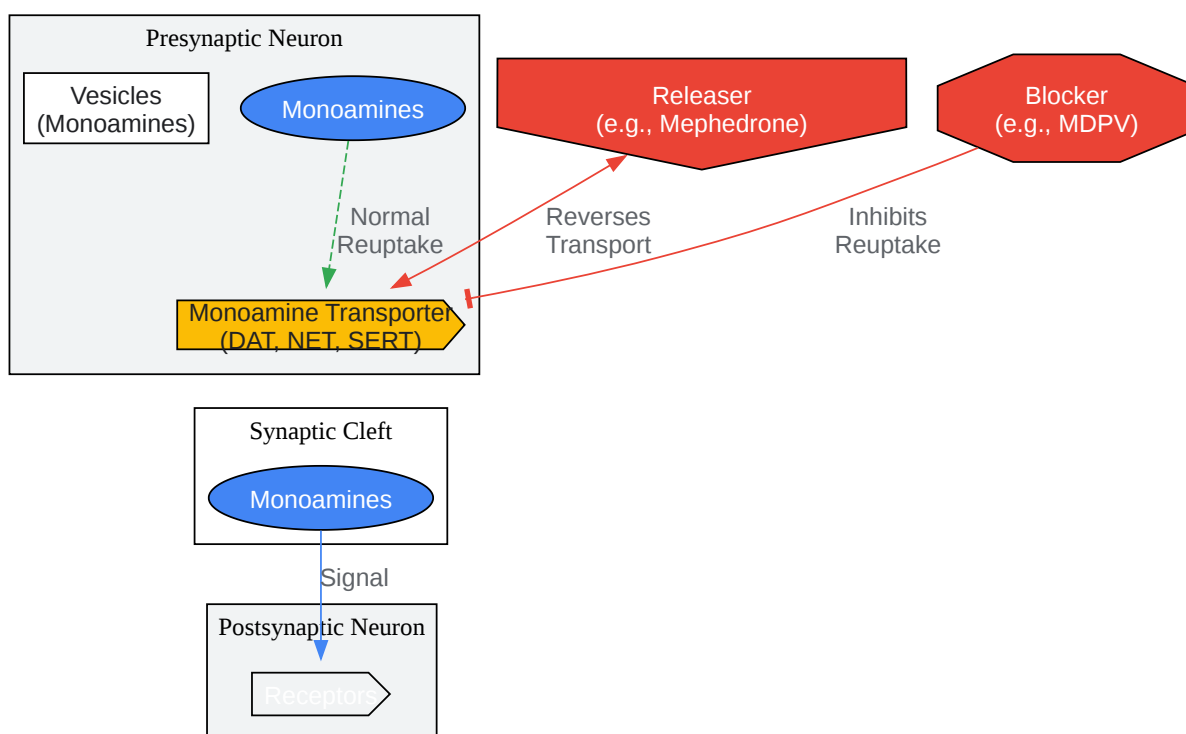 Presynaptic Neuron
Vesicles
(Monoamines)
Monoamines
Releaser
(e.g., Mephedrone)
Blocker
(e.g., MDPV)
Normal
Reuptake
Reverses
Transport
Inhibits
Reuptake
Monoamine Transporter
(DAT, NET, SERT)
Synaptic Cleft
Monoamines
Signal
Postsynaptic Neuron
Receptors